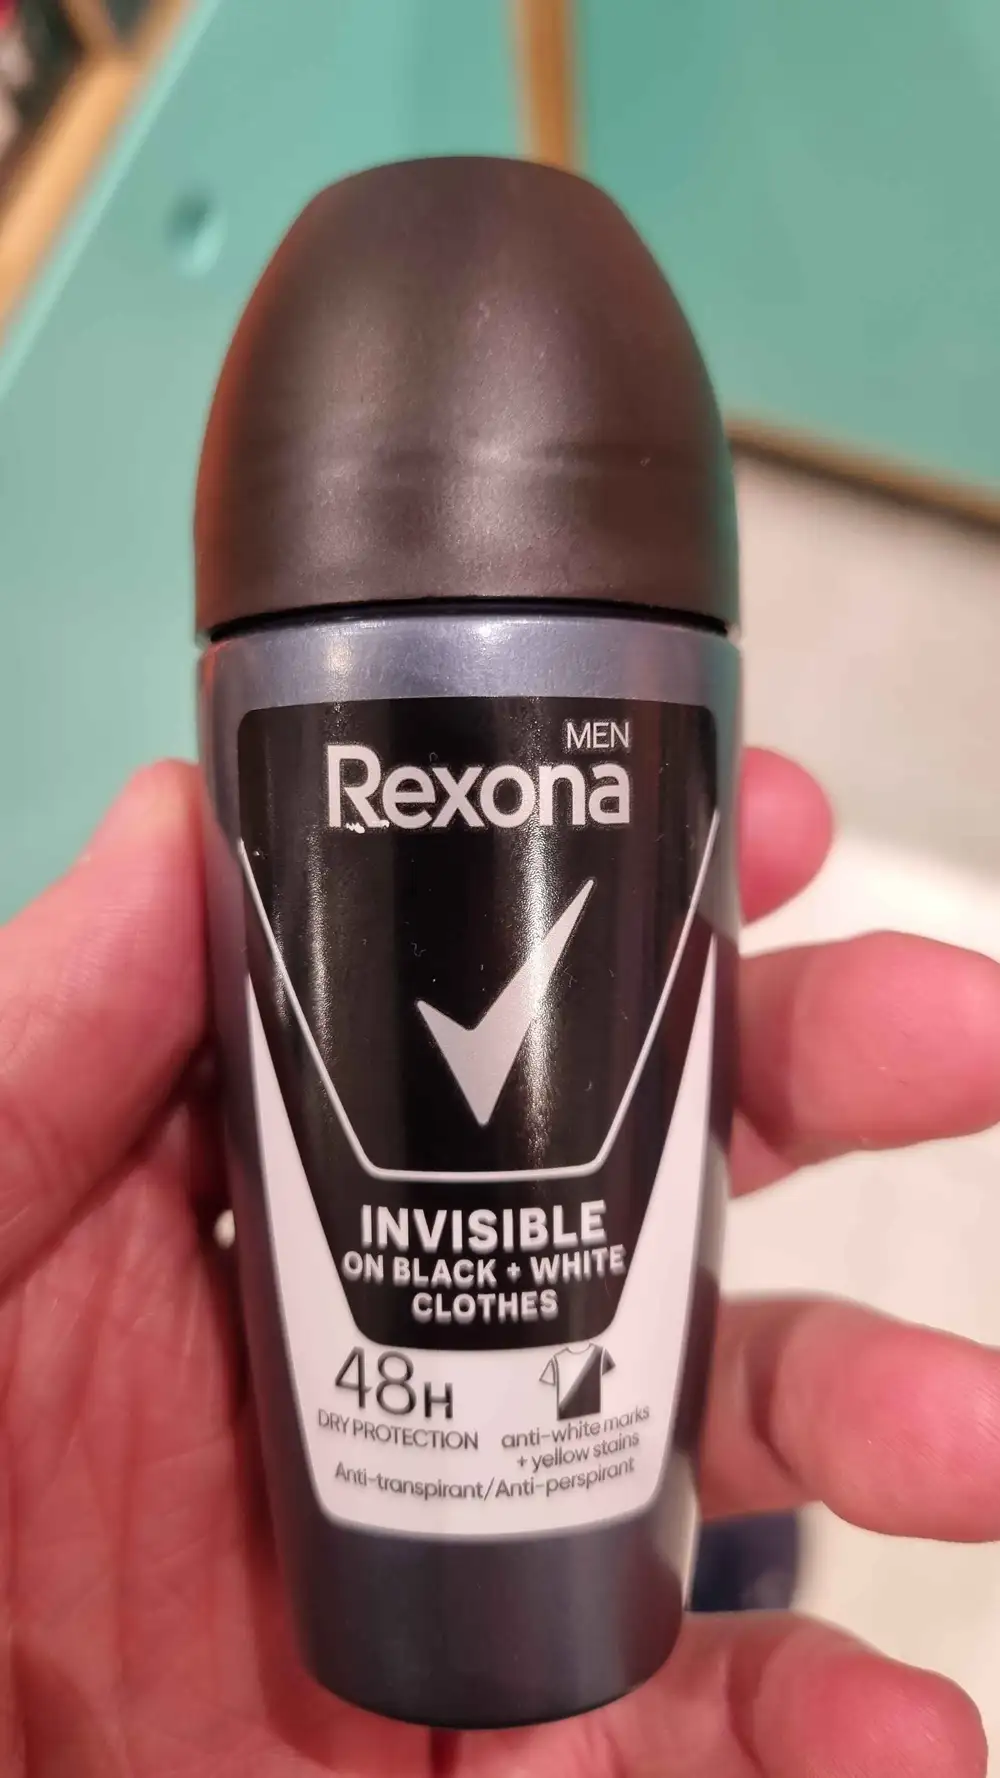 MEN
Rexona
INVISIBLE
ON BLACK + WHITE
CLOTHES
48H
DRY PROTECTION
anti-white marks
+ yellow stains
Anti-transpirant/Anti-perspirant